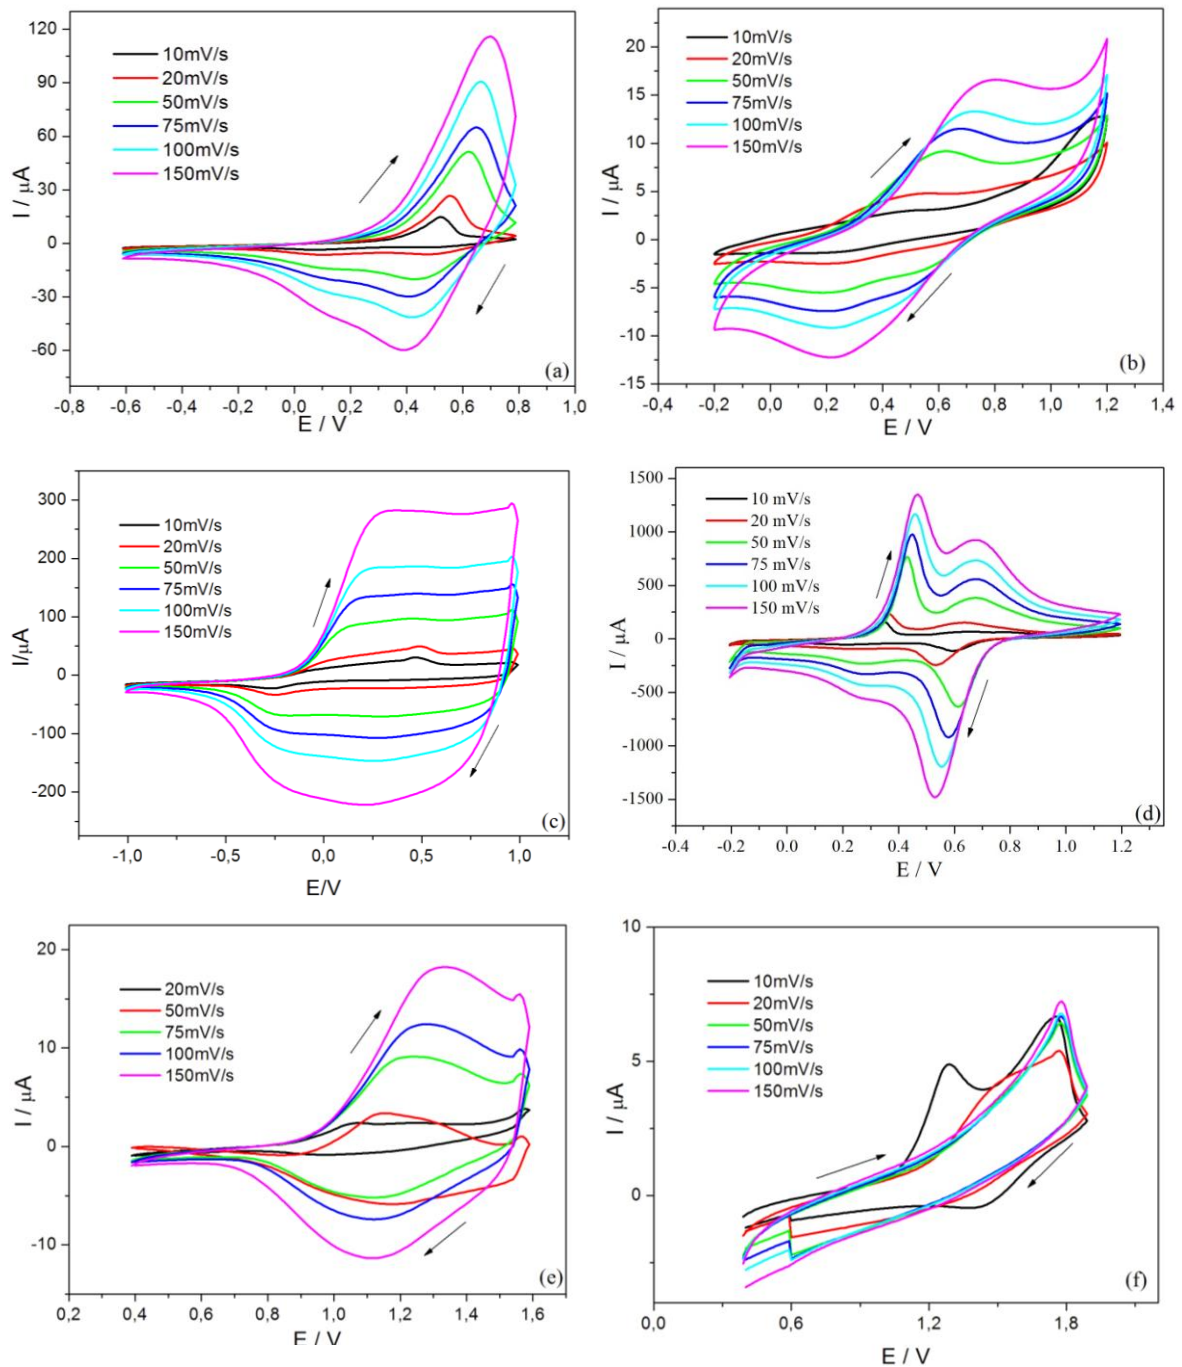 120
90
60
30
0
-30
-60
I / µA
10mV/s
20mV/s
50mV/s
75mV/s
100mV/s
150mV/s
(a)
-0,8 -0,6 -0,4 -0,2 0,0 0,2 0,4 0,6 0,8 1,0
E / V
20
15
10
5
0
-5
-10
-15
I / µA
10mV/s
20mV/s
50mV/s
75mV/s
100mV/s
150mV/s
(b)
-0,4 -0,2 0,0 0,2 0,4 0,6 0,8 1,0 1,2 1,4
E / V
300
200
100
0
-100
-200
I/µA
10mV/s
20mV/s
50mV/s
75mV/s
100mV/s
150mV/s
(c)
-1,0 -0,5 0,0 0,5 1,0
E/V
1500
1000
500
0
-500
-1000
-1500
I / µA
10 mV/s
20 mV/s
50 mV/s
75 mV/s
100 mV/s
150 mV/s
(d)
-0.4 -0.2 0.0 0.2 0.4 0.6 0.8 1.0 1.2
E / V
20
10
0
-10
I / µA
20mV/s
50mV/s
75mV/s
100mV/s
150mV/s
(e)
0,2 0,4 0,6 0,8 1,0 1,2 1,4 1,6
E / V
10
5
0
I / µA
10mV/s
20mV/s
50mV/s
75mV/s
100mV/s
150mV/s
(f)
0,0 0,6 1,2 1,8
E / V